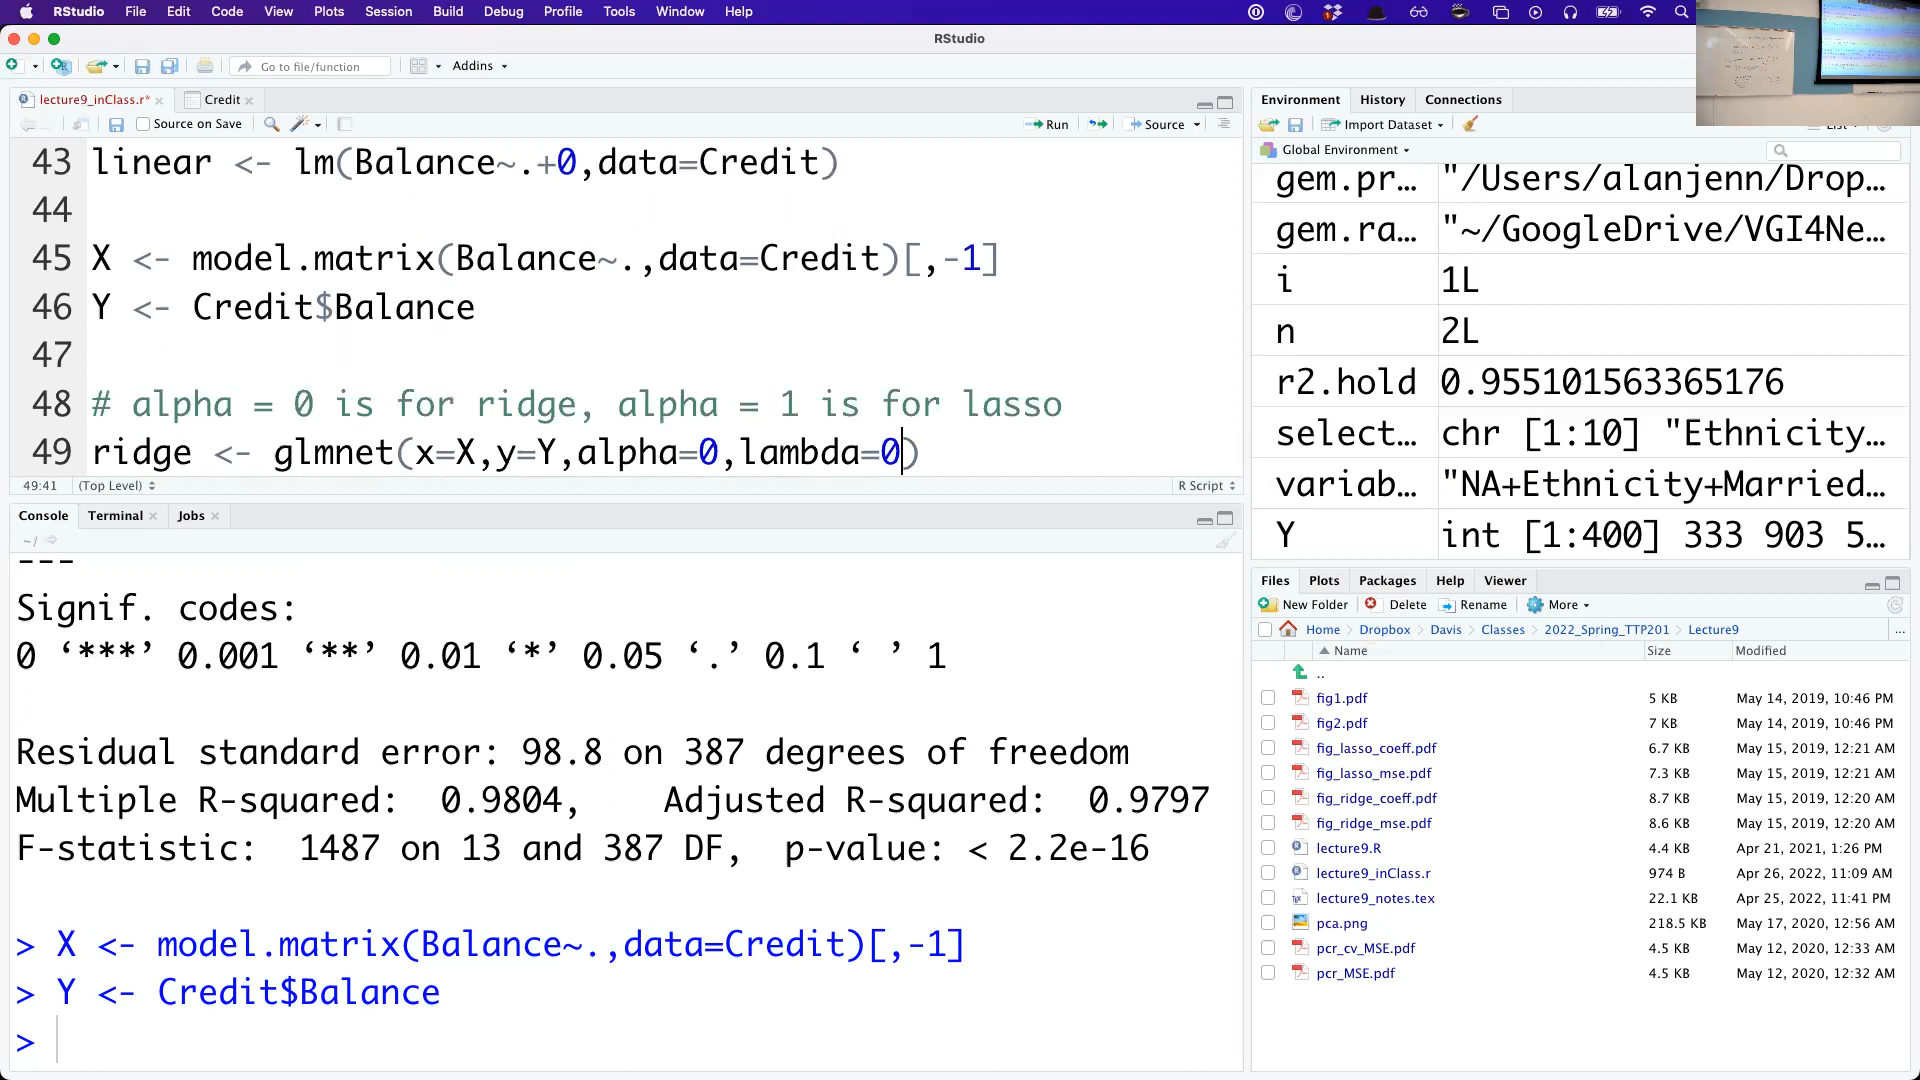 RStudio File Edit Code View Plots Session Build Debug Profile Tools Window Help
RStudio
Go to file/function Addins
lecture9_inClass.r* Credit
Source on Save Run Source
43 linear <- lm(Balance~.+0,data=Credit)
44
45 X <- model.matrix(Balance~.,data=Credit)[,-1]
46 Y <- Credit$Balance
47
48 # alpha = 0 is for ridge, alpha = 1 is for lasso
49 ridge <- glmnet(x=X,y=Y,alpha=0,lambda=0)
49:41 (Top Level) R Script
Console Terminal Jobs
~/
---
Signif. codes:
0 ‘***’ 0.001 ‘**’ 0.01 ‘*’ 0.05 ‘.’ 0.1 ‘ ’ 1
Residual standard error: 98.8 on 387 degrees of freedom
Multiple R-squared:  0.9804,    Adjusted R-squared:  0.9797
F-statistic:  1487 on 13 and 387 DF,  p-value: < 2.2e-16
> X <- model.matrix(Balance~.,data=Credit)[,-1]
> Y <- Credit$Balance
>
Environment History Connections
Import Dataset List
Global Environment
gem.pr… "/Users/alanjenn/Drop…
gem.ra… "~/GoogleDrive/VGI4Ne…
i 1L
n 2L
r2.hold 0.955101563365176
select… chr [1:10] "Ethnicity…
variab… "NA+Ethnicity+Married…
Y int [1:400] 333 903 5…
Files Plots Packages Help Viewer
New Folder Delete Rename More
Home Dropbox Davis Classes 2022_Spring_TTP201 Lecture9 ...
Name Size Modified
..
fig1.pdf 5 KB May 14, 2019, 10:46 PM
fig2.pdf 7 KB May 14, 2019, 10:46 PM
fig_lasso_coeff.pdf 6.7 KB May 15, 2019, 12:21 AM
fig_lasso_mse.pdf 7.3 KB May 15, 2019, 12:21 AM
fig_ridge_coeff.pdf 8.7 KB May 15, 2019, 12:20 AM
fig_ridge_mse.pdf 8.6 KB May 15, 2019, 12:20 AM
lecture9.R 4.4 KB Apr 21, 2021, 1:26 PM
lecture9_inClass.r 974 B Apr 26, 2022, 11:09 AM
lecture9_notes.tex 22.1 KB Apr 25, 2022, 11:41 PM
pca.png 218.5 KB May 17, 2020, 12:56 AM
pcr_cv_MSE.pdf 4.5 KB May 12, 2020, 12:33 AM
pcr_MSE.pdf 4.5 KB May 12, 2020, 12:32 AM